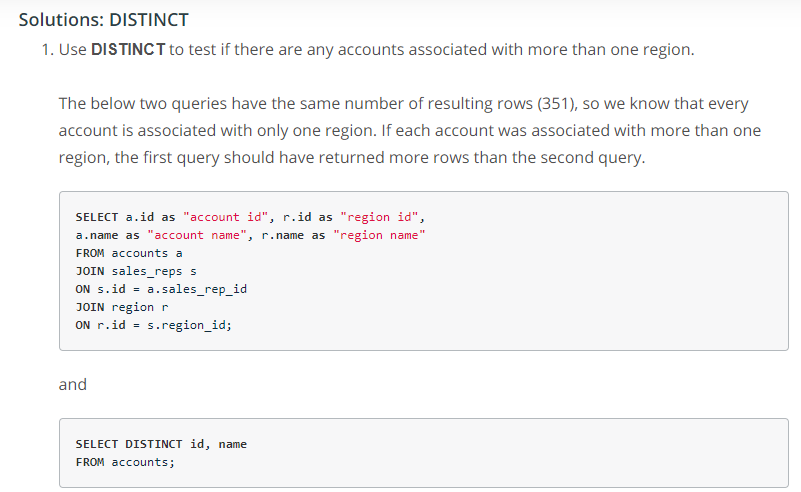 Solutions: DISTINCT
1. Use DISTINCT to test if there are any accounts associated with more than one region.
The below two queries have the same number of resulting rows (351), so we know that every
account is associated with only one region. If each account was associated with more than one
region, the first query should have returned more rows than the second query.
SELECT a.id as "account id", r.id as "region id",
a.name as "account name", r.name as "region name"
FROM accounts a
JOIN sales_reps s
ON s.id = a.sales_rep_id
JOIN region r
ON r.id = s.region_id;
and
SELECT DISTINCT id, name
FROM accounts;